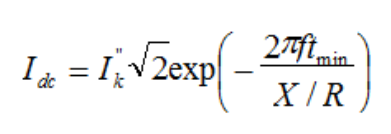 I_dc = I_k^" √2 exp(− 2πft_min / X / R)